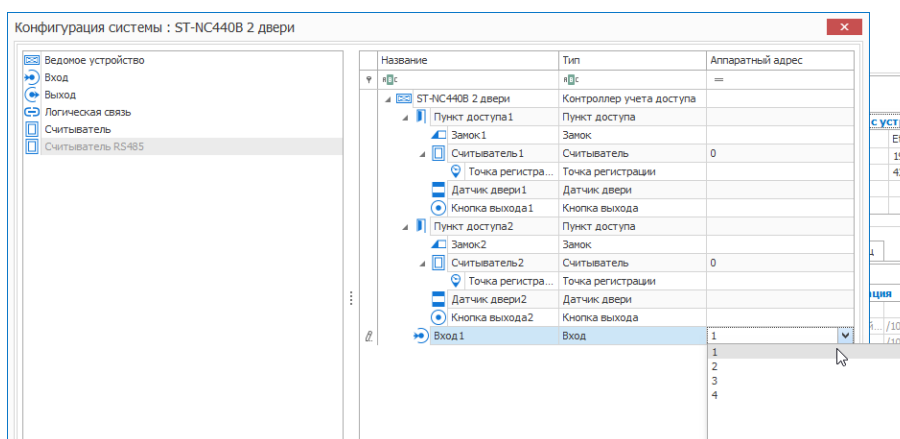 Конфигурация системы : ST-NC440B 2 двери
Ведомое устройство
Вход
Выход
Логическая связь
Считыватель
Считыватель RS485
Название Тип Аппаратный адрес
ST-NC440B 2 двери Контроллер учета доступа
Пункт доступа1 Пункт доступа
Замок1 Замок
Считыватель1 Считыватель 0
Точка регистра... Точка регистрации
Датчик двери1 Датчик двери
Кнопка выхода1 Кнопка выхода
Пункт доступа2 Пункт доступа
Замок2 Замок
Считыватель2 Считыватель 0
Точка регистра... Точка регистрации
Датчик двери2 Датчик двери
Кнопка выхода2 Кнопка выхода
Вход1 Вход 1
1
2
3
4